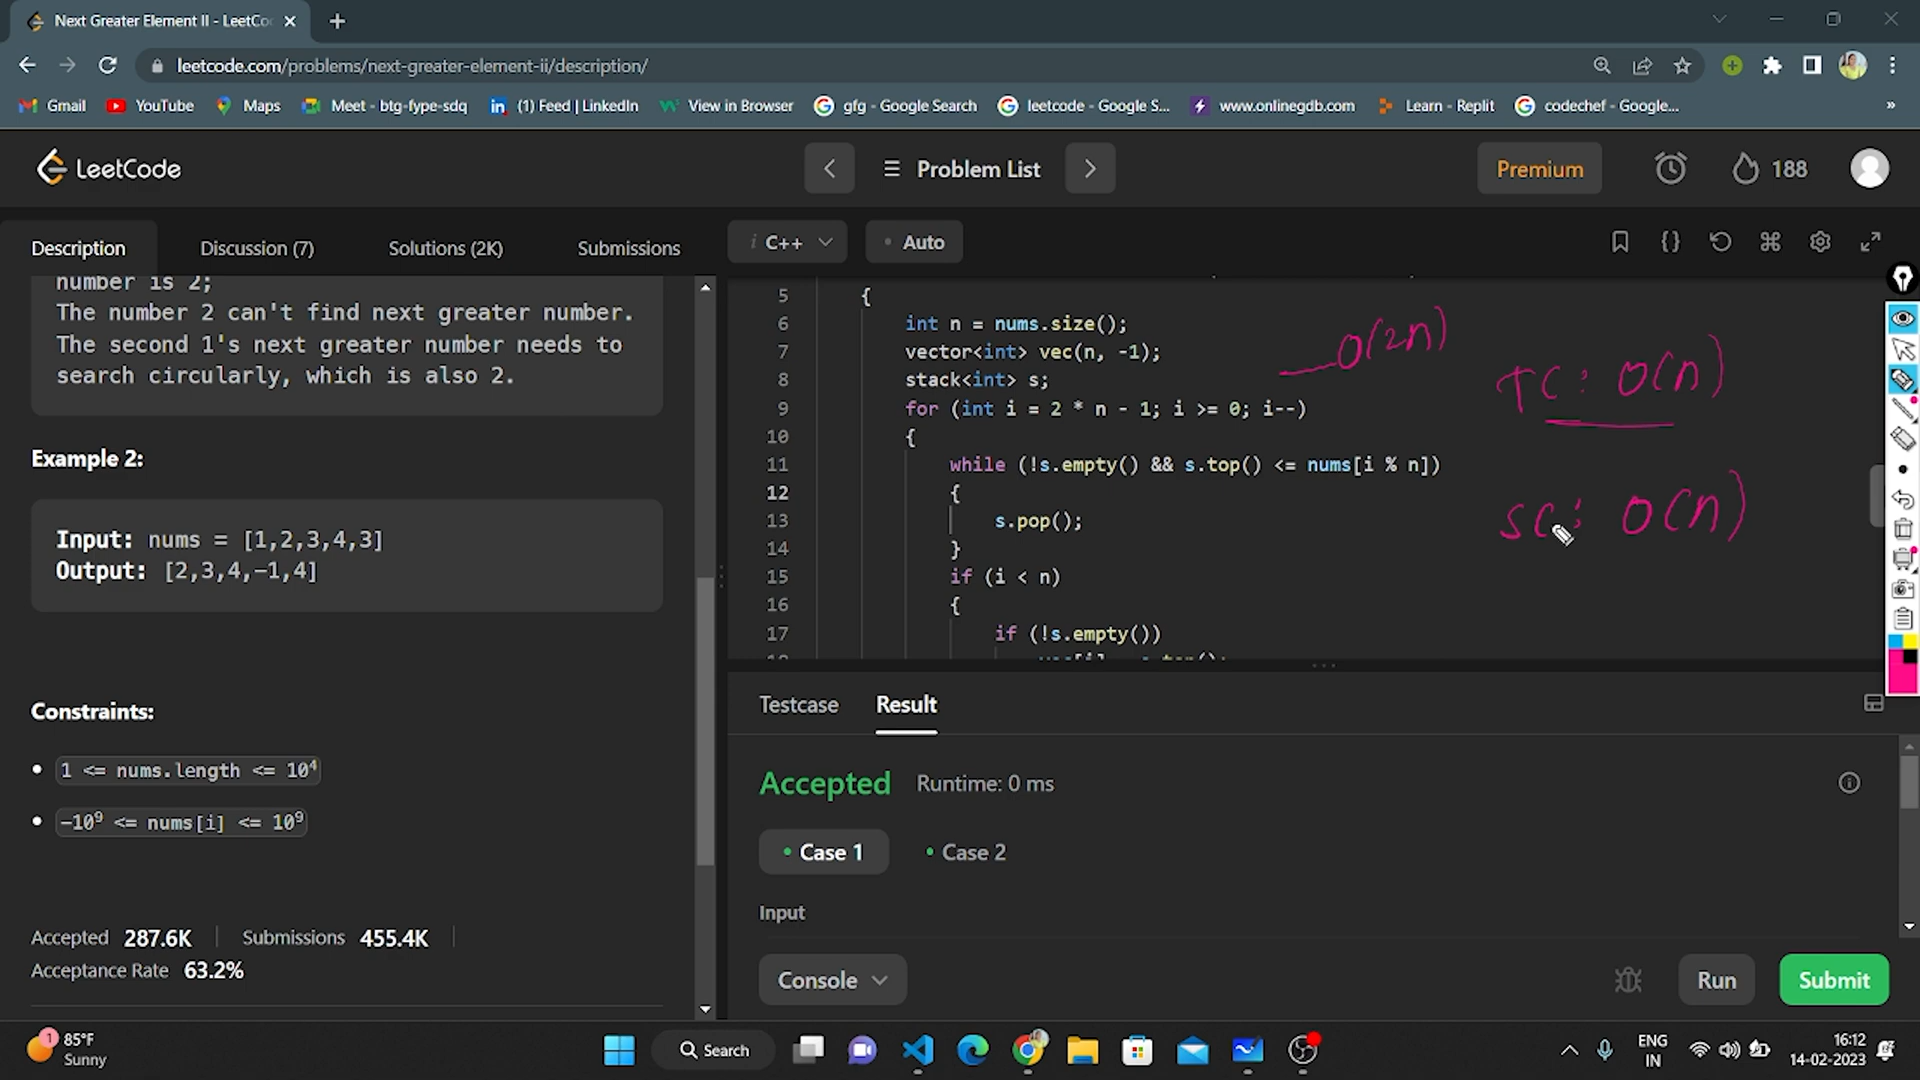 Next Greater Element II - LeetCo
leetcode.com/problems/next-greater-element-ii/description/
Gmail YouTube Maps Meet - btg-fype-sdq (1) Feed | LinkedIn View in Browser gfg - Google Search leetcode - Google S... www.onlinegdb.com Learn - Replit codechef - Google... »
LeetCode Problem List Premium 188
Description Discussion (7) Solutions (2K) Submissions
i C++ • Auto
number is 2;
The number 2 can't find next greater number.
The second 1's next greater number needs to
search circularly, which is also 2.
Example 2:
Input: nums = [1,2,3,4,3]
Output: [2,3,4,-1,4]
Constraints:
• 1 <= nums.length <= 10⁴
• -10⁹ <= nums[i] <= 10⁹
Accepted 287.6K Submissions 455.4K
Acceptance Rate 63.2%
5 {
6 int n = nums.size();
7 vector<int> vec(n, -1);
8 stack<int> s;
9 for (int i = 2 * n - 1; i >= 0; i--)
10 {
11 while (!s.empty() && s.top() <= nums[i % n])
12 {
13 s.pop();
14 }
15 if (i < n)
16 {
17 if (!s.empty())
O(2n)
TC: O(n)
SC: O(n)
Testcase Result
Accepted Runtime: 0 ms
• Case 1 • Case 2
Input
Console Run Submit
1 85°F
Sunny
Search
ENG
IN
16:12
14-02-2023